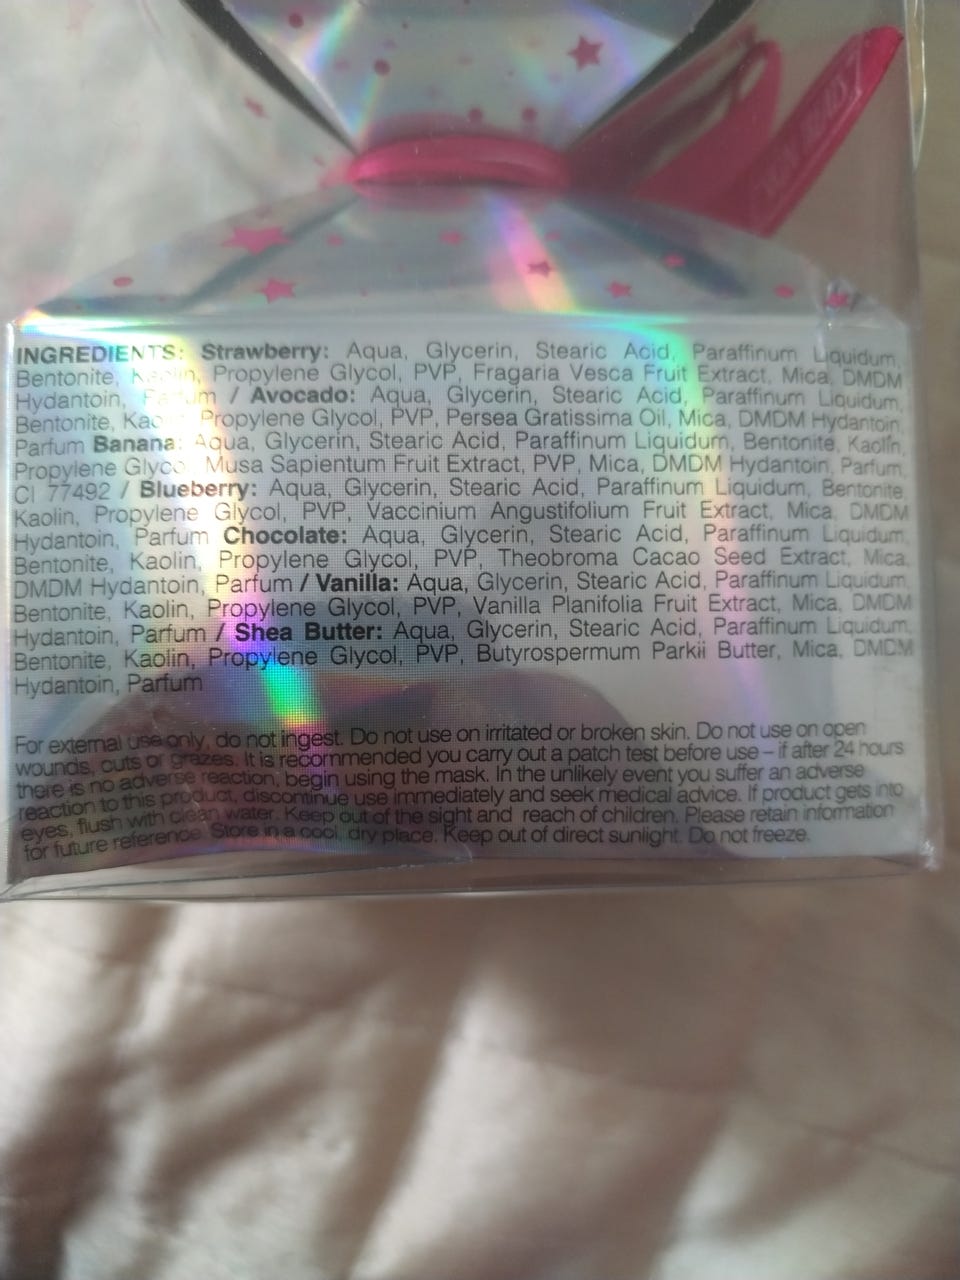 INGREDIENTS: Strawberry: Aqua, Glycerin, Stearic Acid, Paraffinum Liquidum,
Bentonite, Kaolin, Propylene Glycol, PVP, Fragaria Vesca Fruit Extract, Mica, DMDM
Hydantoin, Parfum / Avocado: Aqua, Glycerin, Stearic Acid, Paraffinum Liquidum,
Bentonite, Kaolin, Propylene Glycol, PVP, Persea Gratissima Oil, Mica, DMDM Hydantoin,
Parfum Banana: Aqua, Glycerin, Stearic Acid, Paraffinum Liquidum, Bentonite, Kaolin,
Propylene Glycol, Musa Sapientum Fruit Extract, PVP, Mica, DMDM Hydantoin, Parfum,
CI 77492 / Blueberry: Aqua, Glycerin, Stearic Acid, Paraffinum Liquidum, Bentonite,
Kaolin, Propylene Glycol, PVP, Vaccinium Angustifolium Fruit Extract, Mica, DMDM
Hydantoin, Parfum Chocolate: Aqua, Glycerin, Stearic Acid, Paraffinum Liquidum,
Bentonite, Kaolin, Propylene Glycol, PVP, Theobroma Cacao Seed Extract, Mica,
DMDM Hydantoin, Parfum / Vanilla: Aqua, Glycerin, Stearic Acid, Paraffinum Liquidum,
Bentonite, Kaolin, Propylene Glycol, PVP, Vanilla Planifolia Fruit Extract, Mica, DMDM
Hydantoin, Parfum / Shea Butter: Aqua, Glycerin, Stearic Acid, Paraffinum Liquidum,
Bentonite, Kaolin, Propylene Glycol, PVP, Butyrospermum Parkii Butter, Mica, DMDM
Hydantoin, Parfum
For external use only, do not ingest. Do not use on irritated or broken skin. Do not use on open
wounds, cuts or grazes. It is recommended you carry out a patch test before use – if after 24 hours
there is no adverse reaction, begin using the mask. In the unlikely event you suffer an adverse
reaction to this product, discontinue use immediately and seek medical advice. If product gets into
eyes, flush with clean water. Keep out of the sight and reach of children. Please retain information
for future reference. Store in a cool, dry place. Keep out of direct sunlight. Do not freeze.